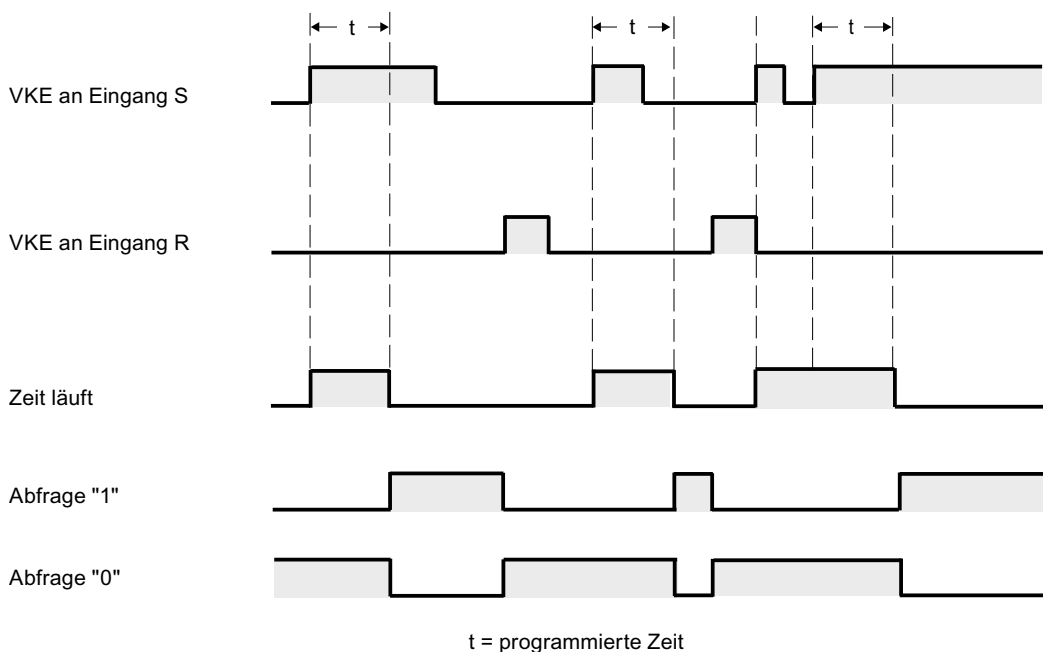 t t t
VKE an Eingang S
VKE an Eingang R
Zeit läuft
Abfrage "1"
Abfrage "0"
t = programmierte Zeit